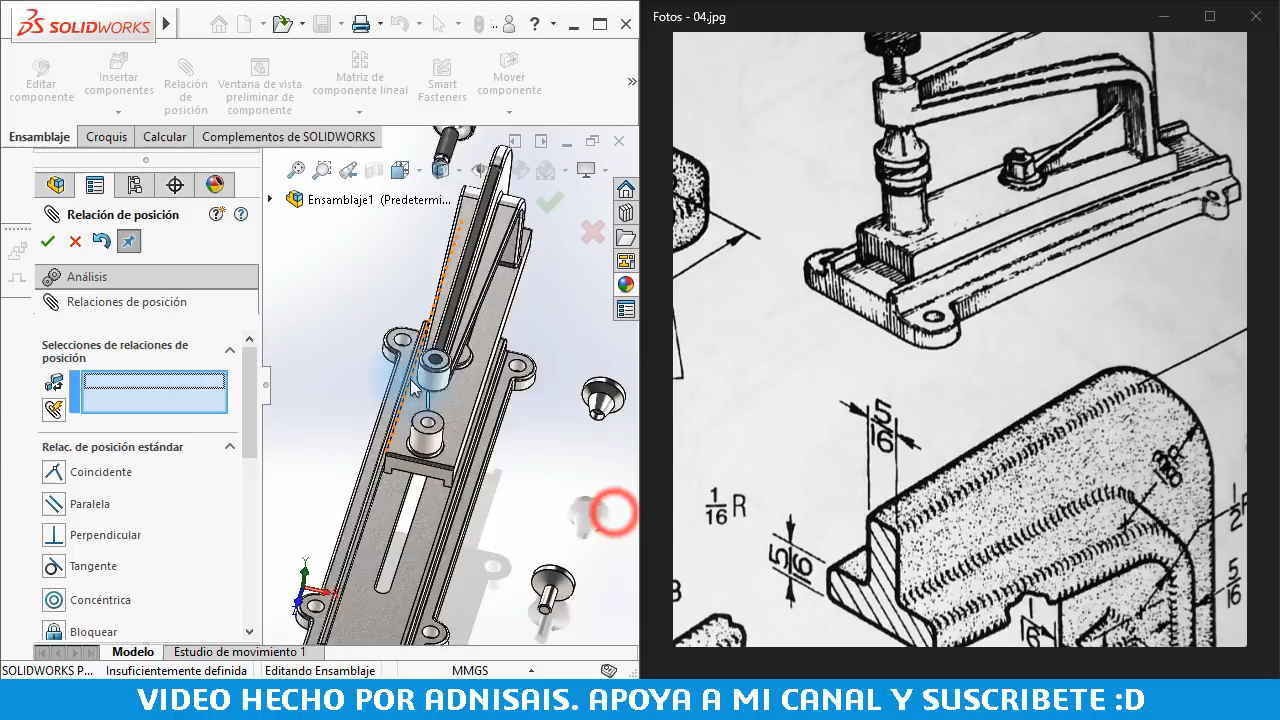 SOLIDWORKS
Editar componente
Insertar componentes
Relación de posición
Ventana de vista preliminar de componente
Matriz de componente lineal
Smart Fasteners
Mover componente
Ensamblaje
Croquis
Calcular
Complementos de SOLIDWORKS
Relación de posición
Análisis
Relaciones de posición
Selecciones de relaciones de posición
Relac. de posición estándar
Coincidente
Paralela
Perpendicular
Tangente
Concéntrica
Bloquear
Ensamblaje1 (Predetermi...
Y
Modelo
Estudio de movimiento 1
SOLIDWORKS P...
Insuficientemente definida
Editando Ensamblaje
MMGS
Fotos - 04.jpg
5/16
1/16 R
5/16
1/2
5/16
VIDEO HECHO POR ADNISAIS. APOYA A MI CANAL Y SUSCRIBETE :D